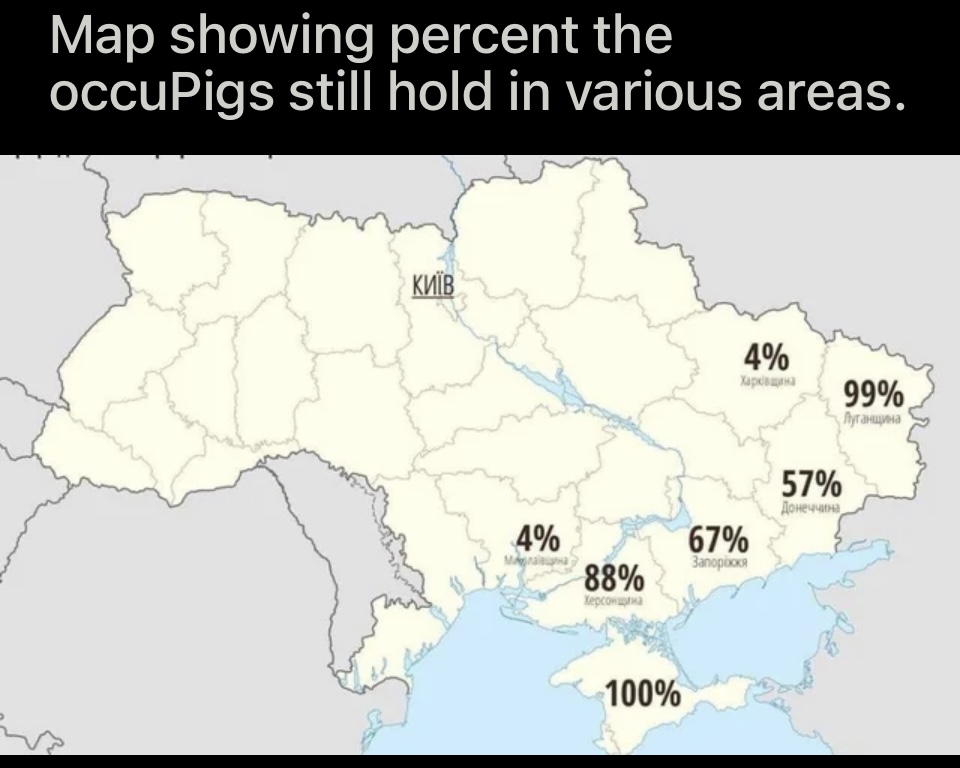 Map showing percent the
occuPigs still hold in various areas.
КИЇВ
4%
Харківщина
99%
Луганщина
57%
Донеччина
4%
Миколаївщина
67%
Запоріжжя
88%
Херсонщина
100%